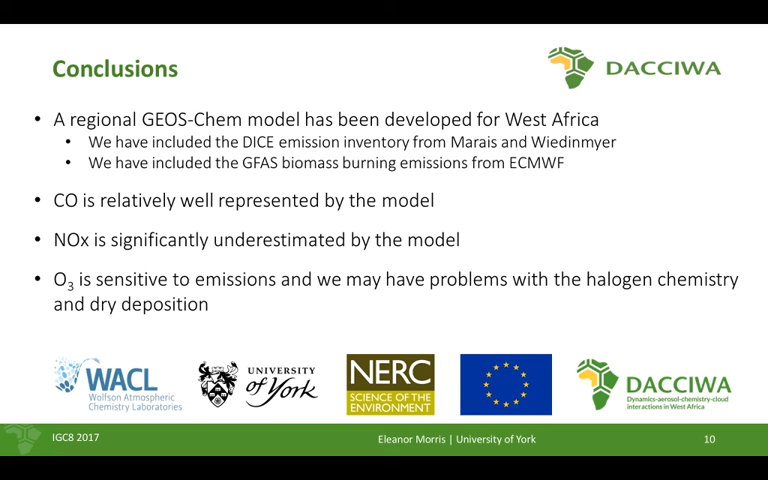 Conclusions
DACCIWA
• A regional GEOS-Chem model has been developed for West Africa
• We have included the DICE emission inventory from Marais and Wiedinmyer
• We have included the GFAS biomass burning emissions from ECMWF
• CO is relatively well represented by the model
• NOx is significantly underestimated by the model
• O₃ is sensitive to emissions and we may have problems with the halogen chemistry
and dry deposition
WACL
Wolfson Atmospheric
Chemistry Laboratories
UNIVERSITY
of York
NERC
SCIENCE OF THE
ENVIRONMENT
DACCIWA
Dynamics-aerosol-chemistry-cloud
interactions in West Africa
IGC8 2017
Eleanor Morris | University of York
10